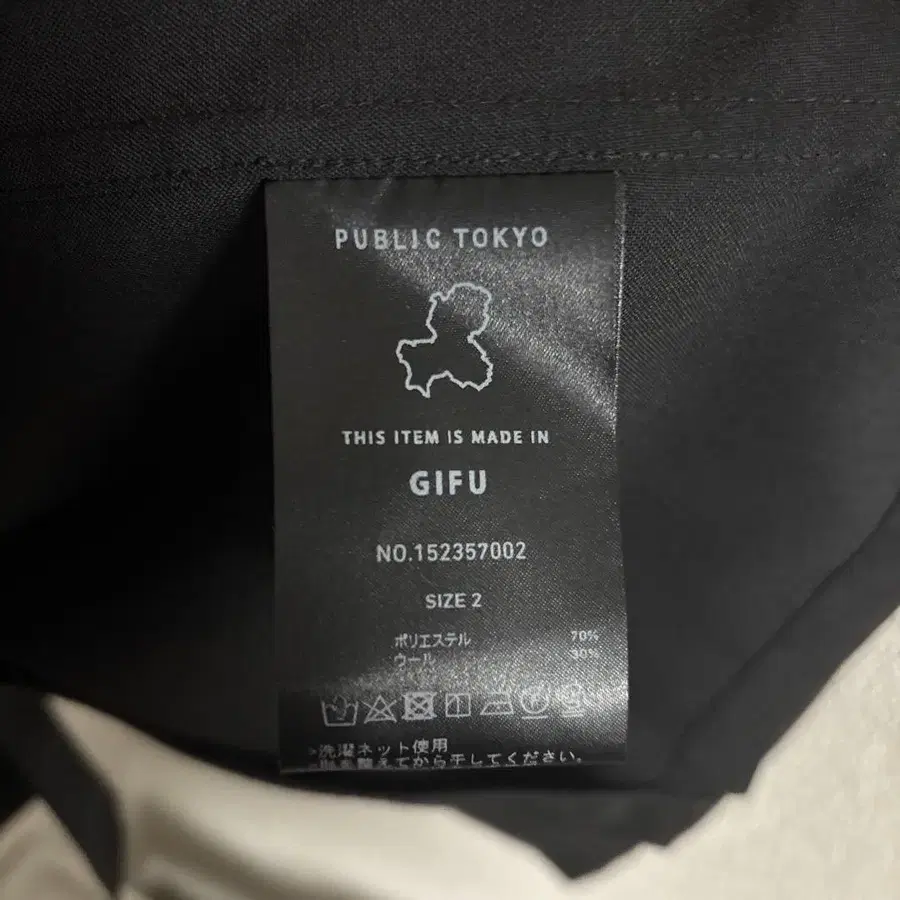 PUBLIC TOKYO
THIS ITEM IS MADE IN
GIFU
NO.152357002
SIZE 2
ポリエステル 70%
ウール 30%
洗濯ネット使用
を整えてから干してください。